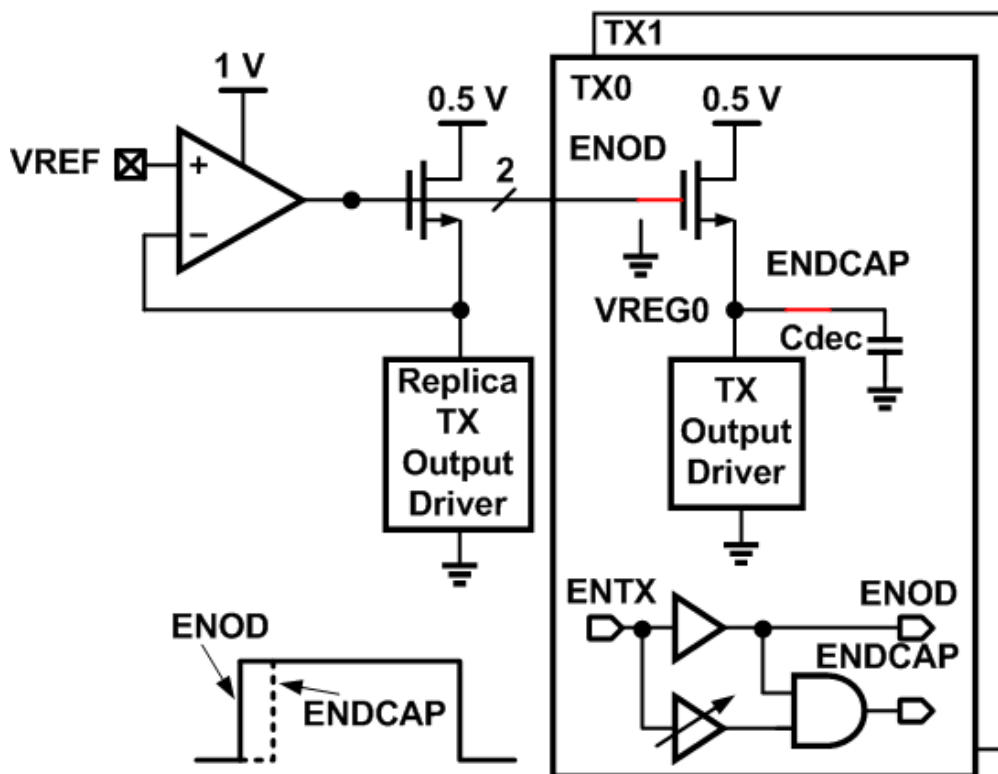 TX1
1 V
TX0
0.5 V
0.5 V
VREF
+
−
2
ENOD
ENDCAP
VREG0
Cdec
Replica
TX
Output
Driver
TX
Output
Driver
ENTX
ENOD
ENDCAP
ENOD
ENDCAP